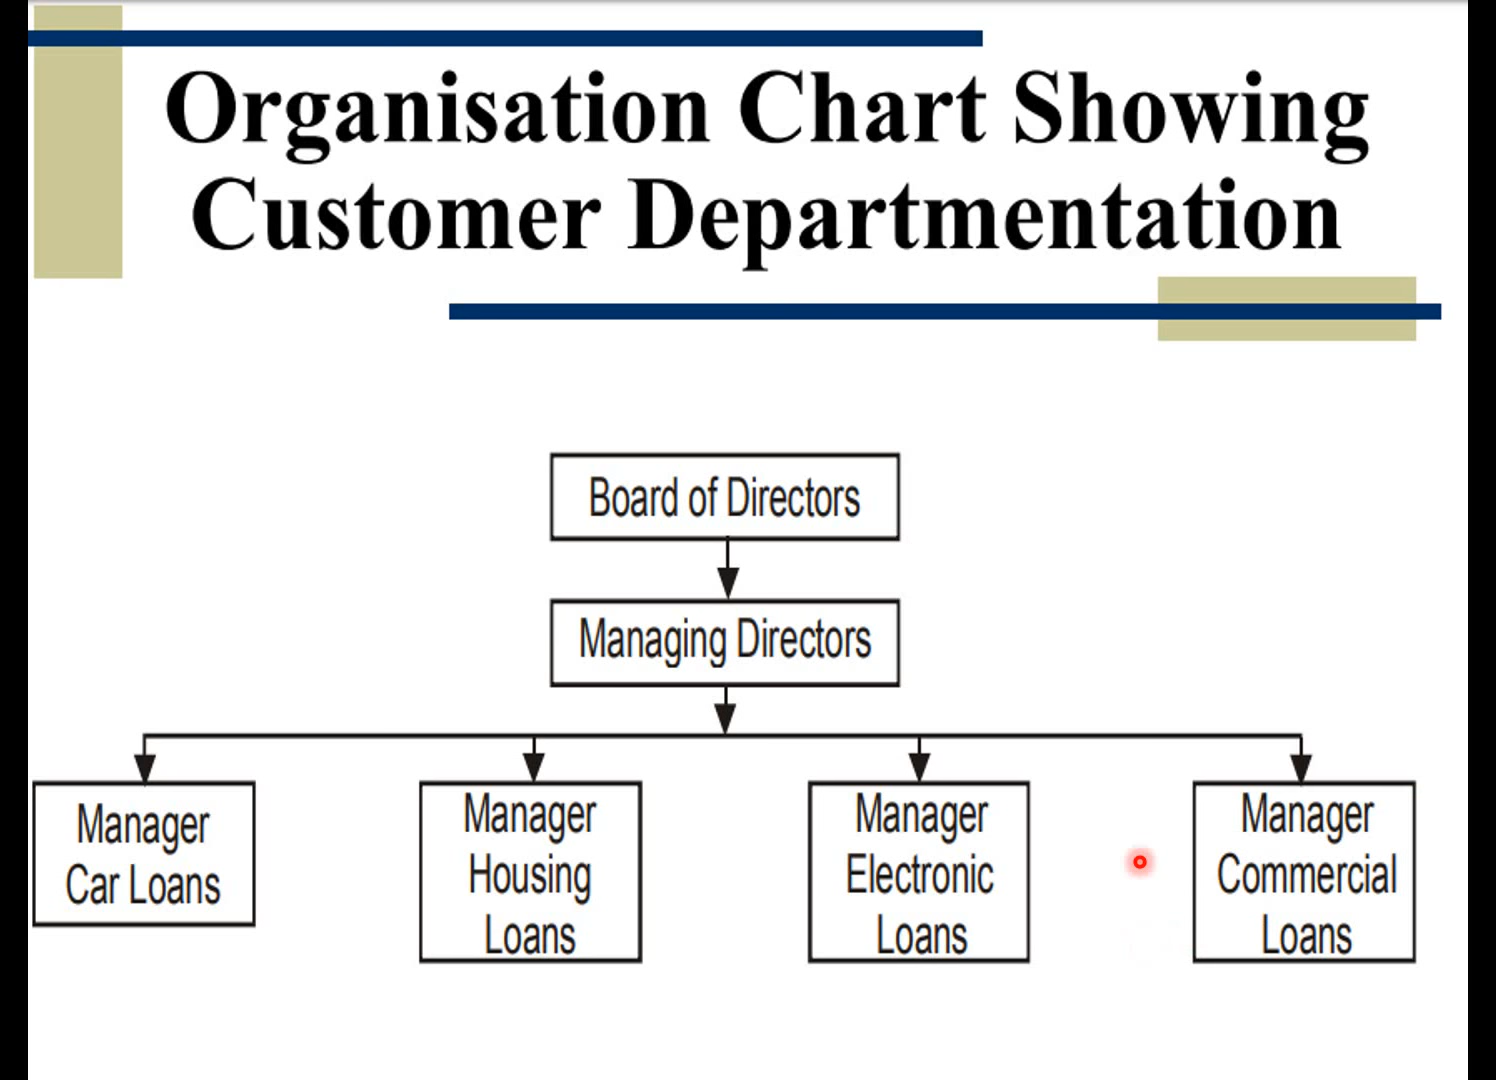 Organisation Chart Showing
Customer Departmentation
Board of Directors
Managing Directors
Manager
Car Loans
Manager
Housing
Loans
Manager
Electronic
Loans
Manager
Commercial
Loans